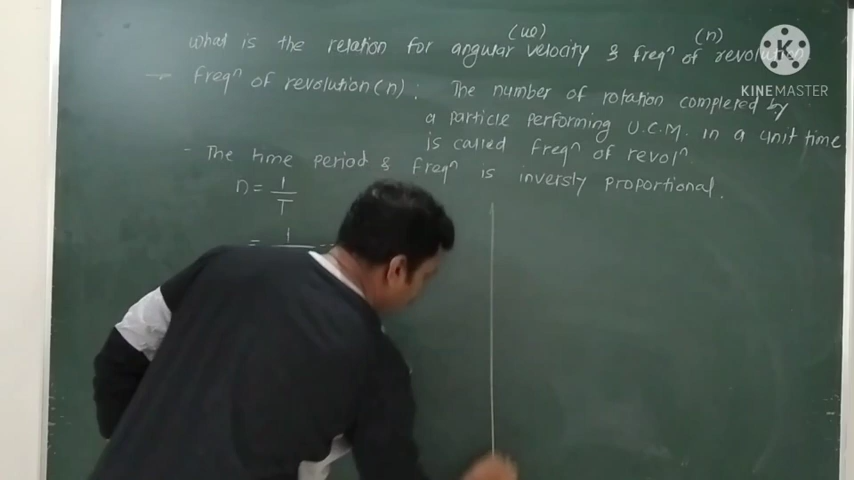 (ω) (n)
What is the relation for angular velocity & freqⁿ of revolution.
→ freqⁿ of revolution(n) : The number of rotation completed by
a particle performing U.C.M. in a unit time
is called freqⁿ of revolⁿ.
- The time period & freqⁿ is inversly proportional.
n = 1/T
= 1
K
KINEMASTER